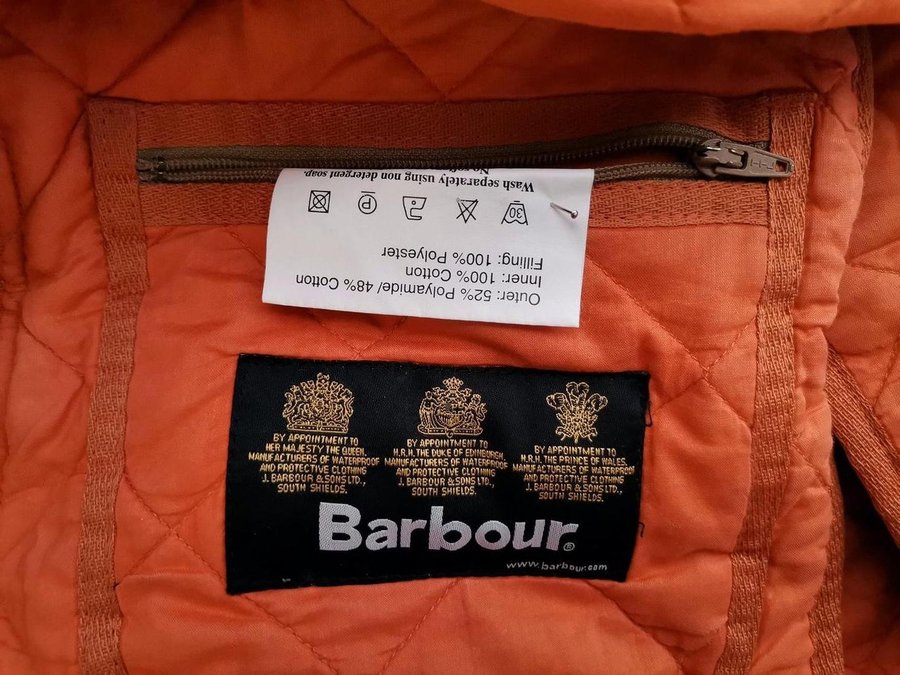 Outer: 52% Polyamide/ 48% Cotton
Inner: 100% Cotton
Filling: 100% Polyester
30 P
Wash separately using non detergent soap.
No
BY APPOINTMENT TO
HER MAJESTY THE QUEEN,
MANUFACTURERS OF WATERPROOF
AND PROTECTIVE CLOTHING
J. BARBOUR & SONS LTD.,
SOUTH SHIELDS.
BY APPOINTMENT TO
H.R.H. THE DUKE OF EDINBURGH,
MANUFACTURERS OF WATERPROOF
AND PROTECTIVE CLOTHING
J. BARBOUR & SONS LTD.,
SOUTH SHIELDS.
BY APPOINTMENT TO
H.R.H. THE PRINCE OF WALES,
MANUFACTURERS OF WATERPROOF
AND PROTECTIVE CLOTHING
J. BARBOUR & SONS LTD.,
SOUTH SHIELDS.
Barbour®
www.barbour.com